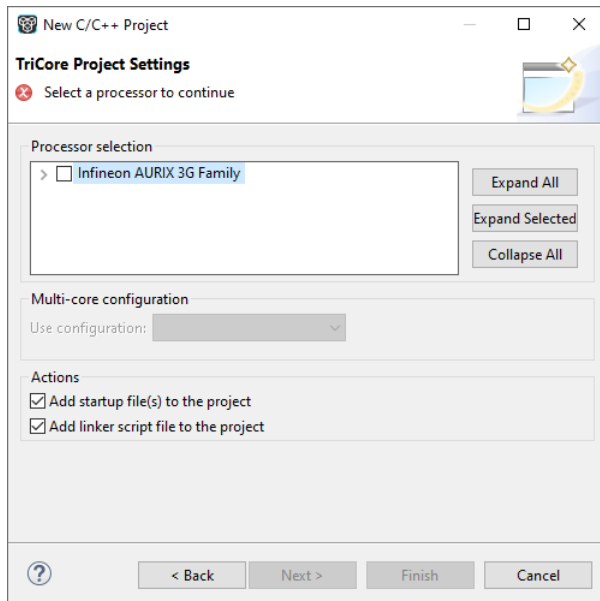 New C/C++ Project
TriCore Project Settings
Select a processor to continue
Processor selection
Infineon AURIX 3G Family
Expand All
Expand Selected
Collapse All
Multi-core configuration
Use configuration:
Actions
Add startup file(s) to the project
Add linker script file to the project
? < Back Next > Finish Cancel